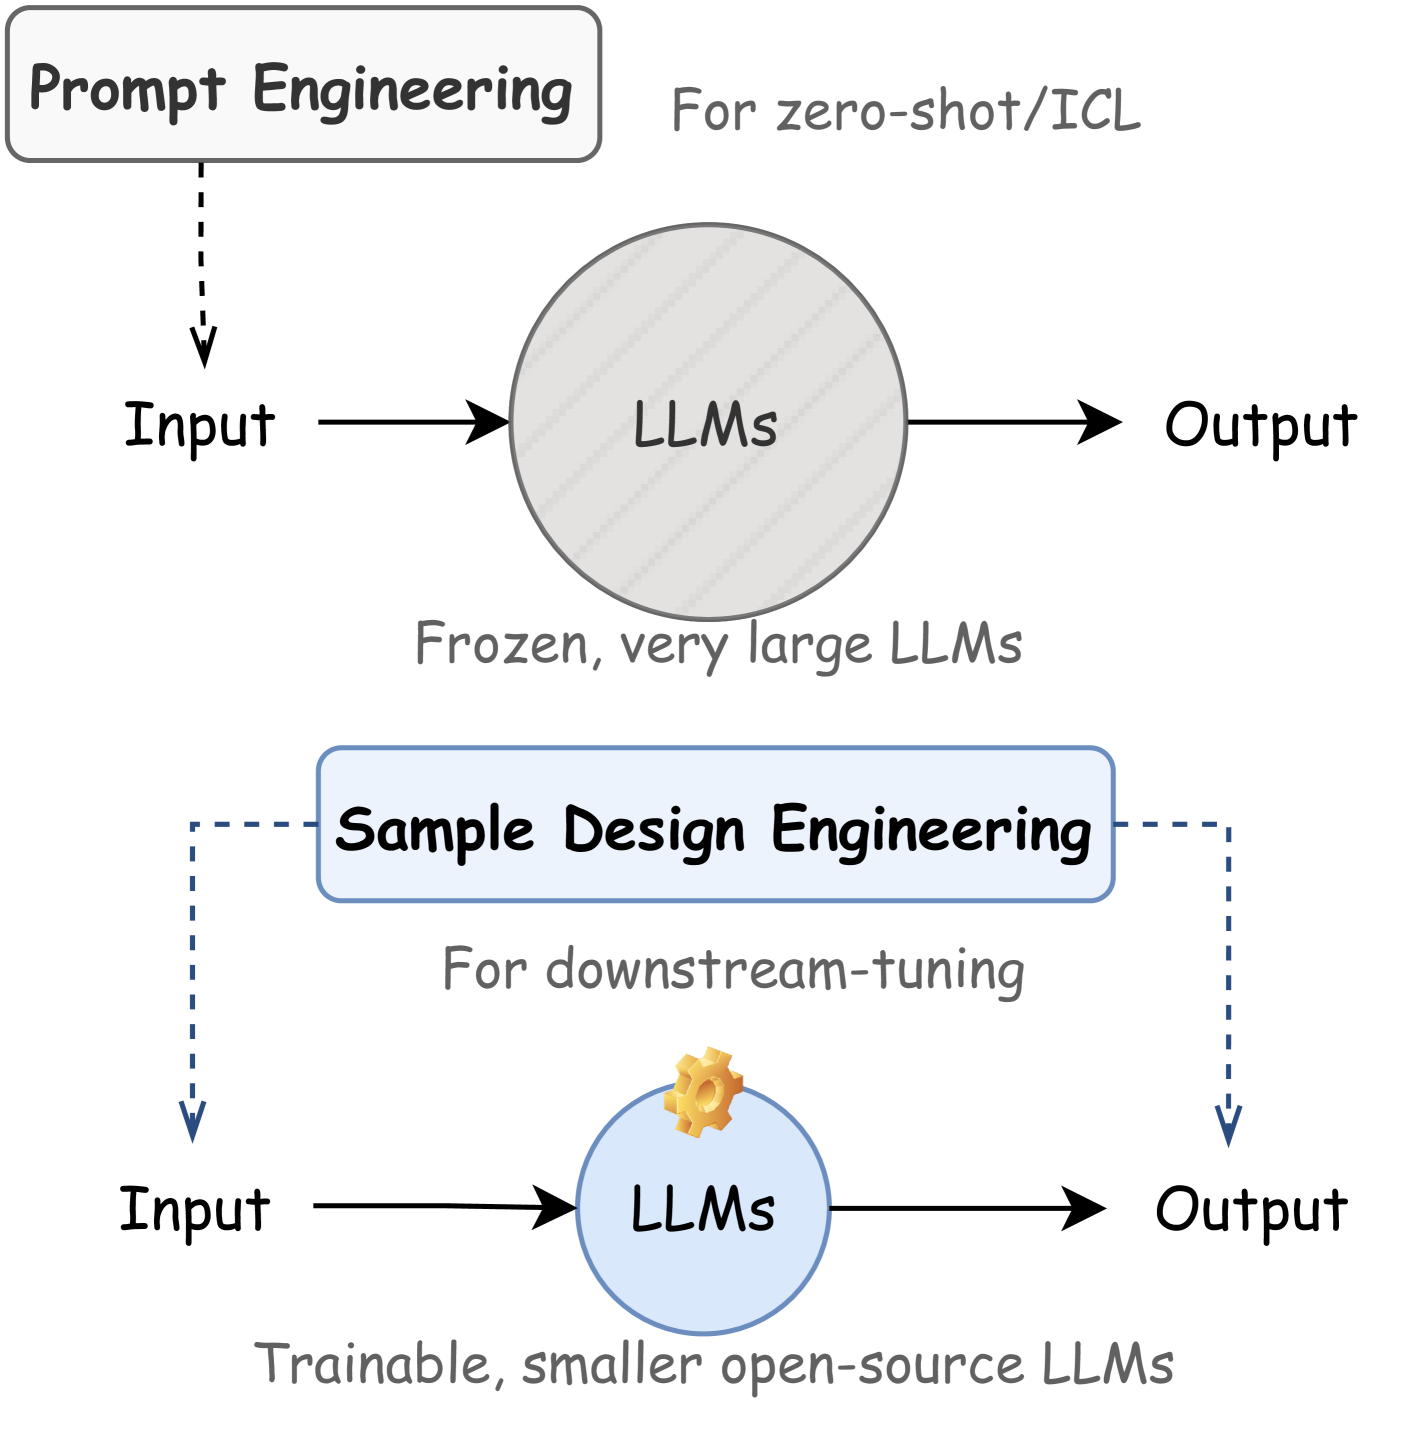 Prompt Engineering
For zero-shot/ICL
Input
LLMs
Output
Frozen, very large LLMs
Sample Design Engineering
For downstream-tuning
Input
LLMs
Output
Trainable, smaller open-source LLMs